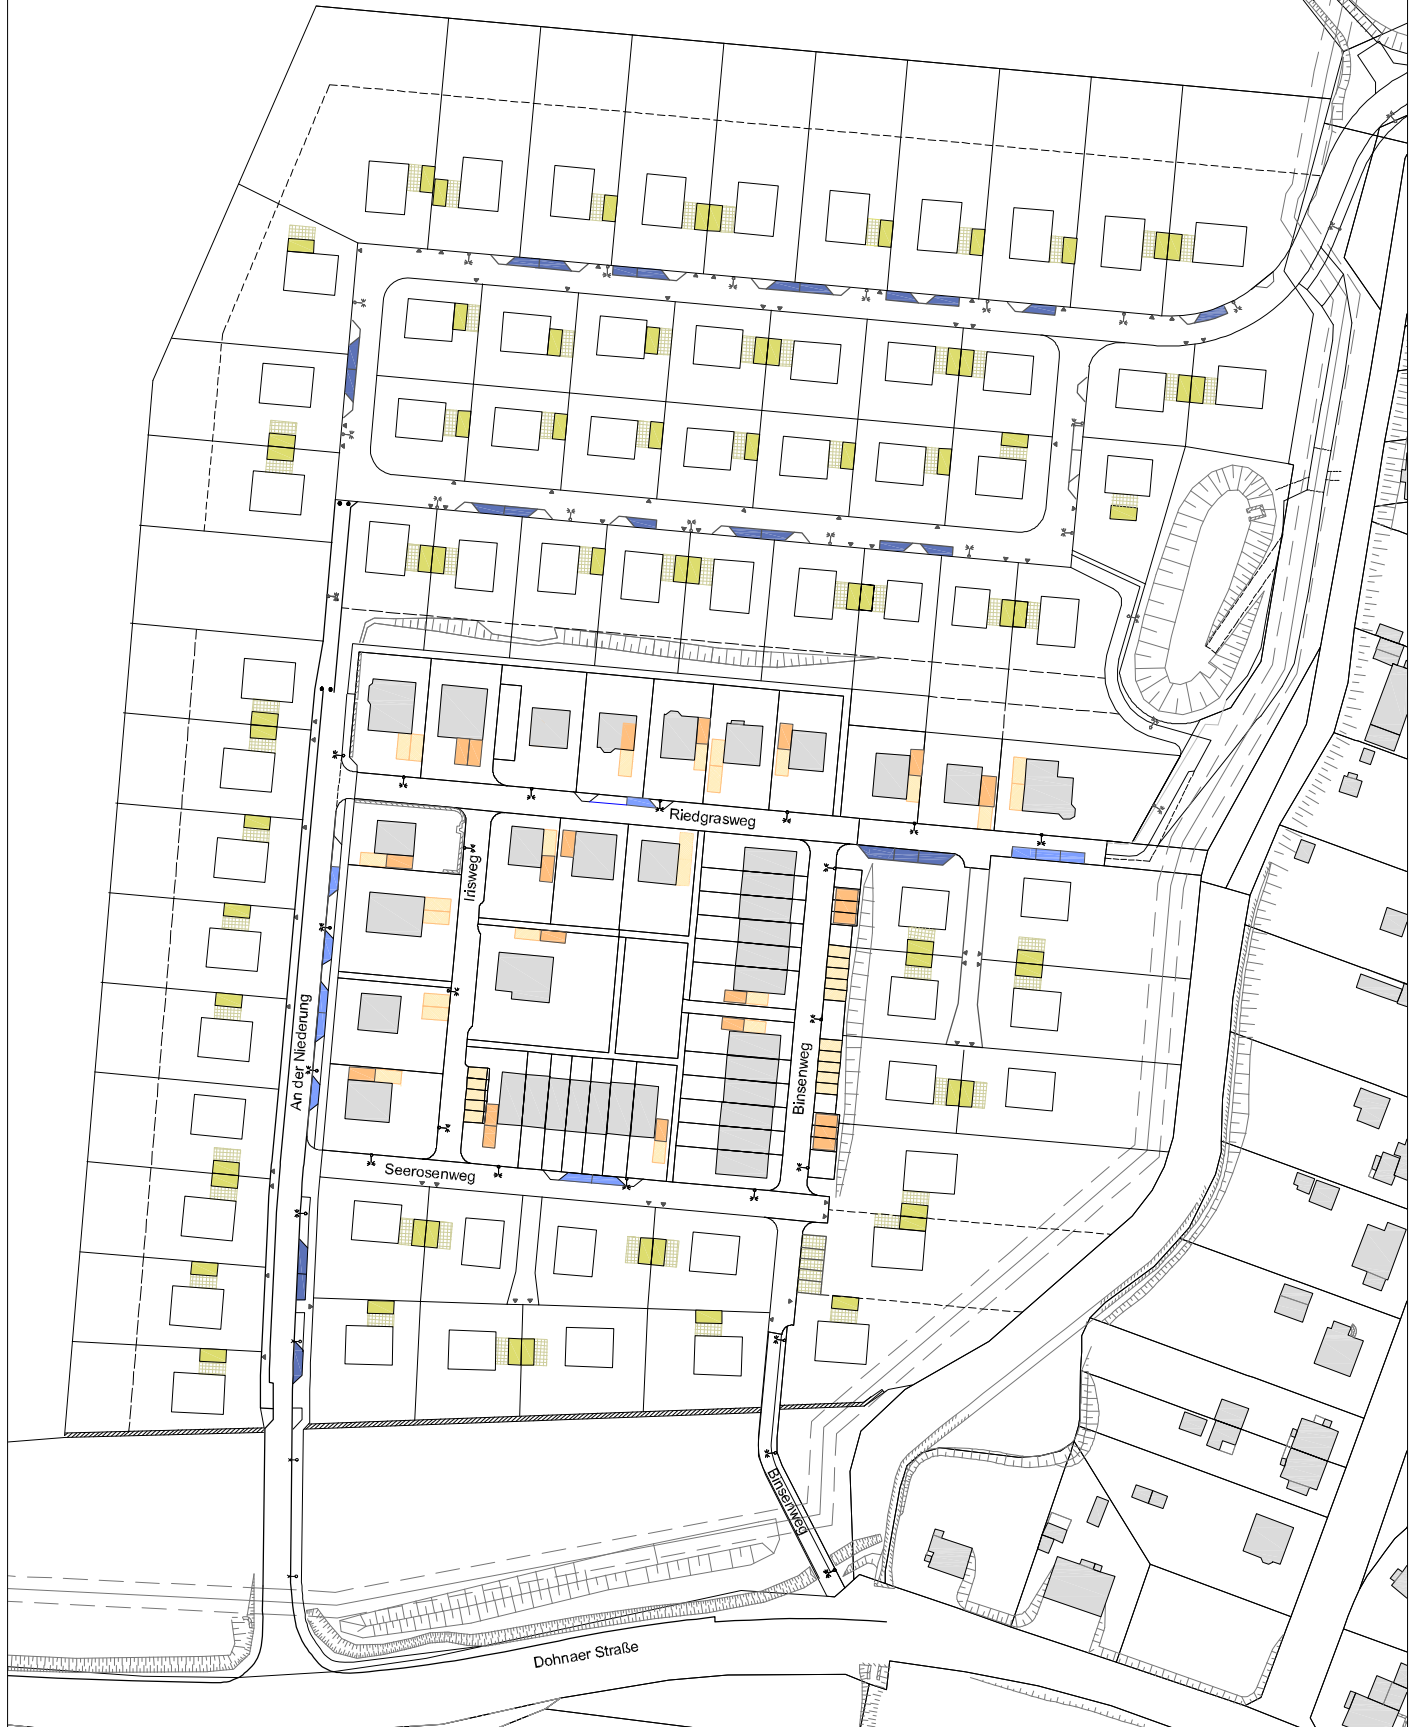 Riedgrasweg
Irisweg
An der Niederung
Binsenweg
Seerosenweg
Binsenweg
Dohnaer Straße